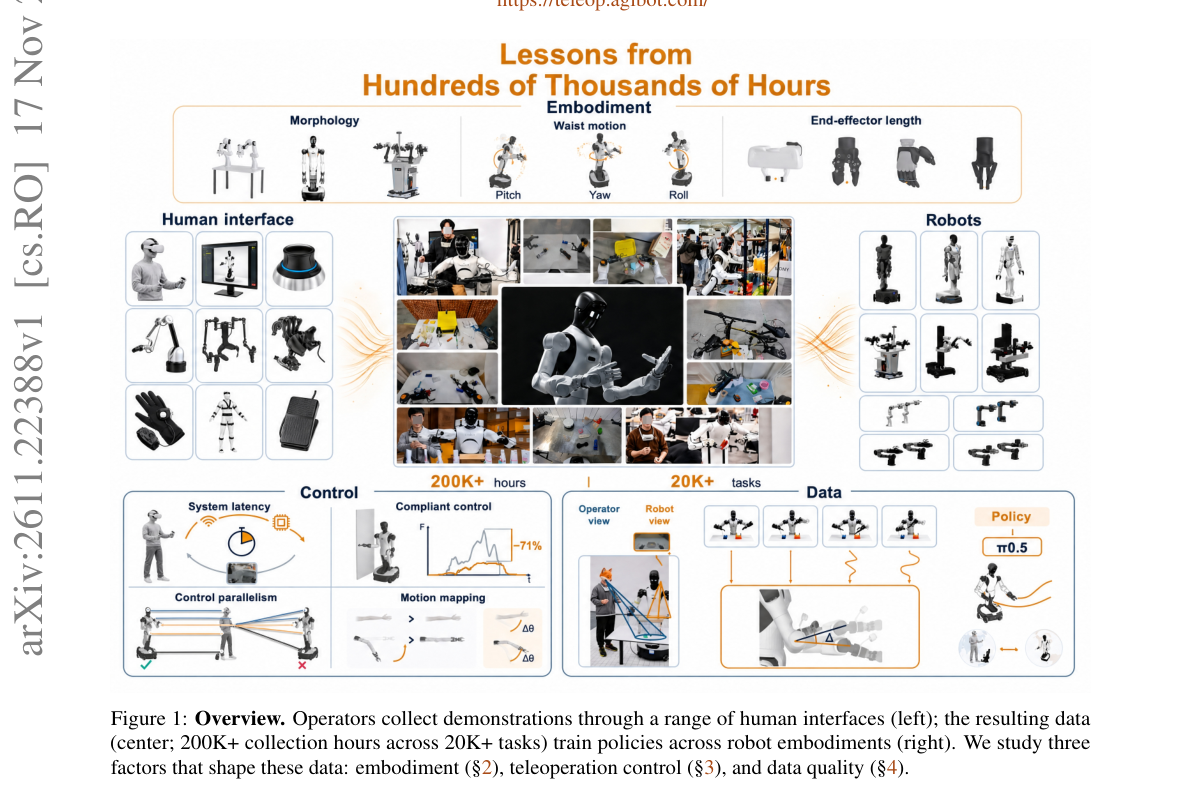 https://teleop.agibot.com/
arXiv:2611.22388v1 [cs.RO] 17 Nov
Lessons from
Hundreds of Thousands of Hours
Embodiment
Morphology
Waist motion
Pitch
Yaw
Roll
End-effector length
Human interface
Robots
200K+ hours
20K+ tasks
Control
System latency
Compliant control
F
-71%
t
Control parallelism
Motion mapping
>
Δθ
>
Δθ
Data
Operator
view
Robot
view
Δ
Policy
π0.5
Figure 1: Overview. Operators collect demonstrations through a range of human interfaces (left); the resulting data
(center; 200K+ collection hours across 20K+ tasks) train policies across robot embodiments (right). We study three
factors that shape these data: embodiment (§2), teleoperation control (§3), and data quality (§4).